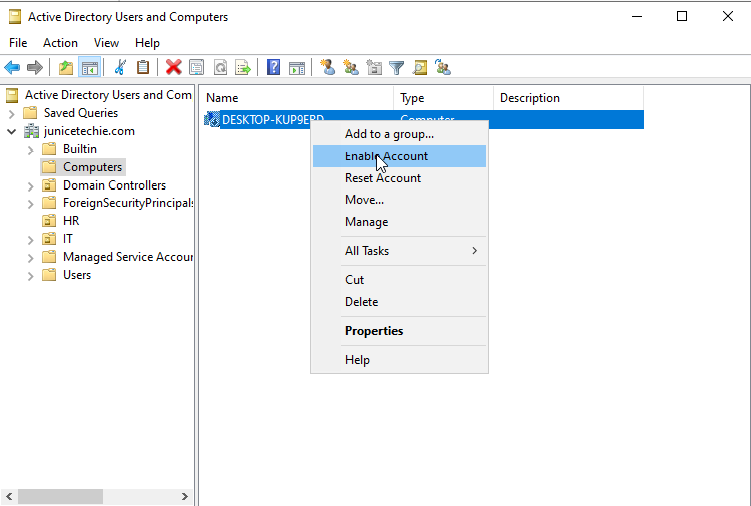 Active Directory Users and Computers
File Action View Help
Active Directory Users and Com
Saved Queries
junicetechie.com
Builtin
Computers
Domain Controllers
ForeignSecurityPrincipals
HR
IT
Managed Service Accour
Users
Name Type Description
DESKTOP-KUP9ERD Computer
Add to a group...
Enable Account
Reset Account
Move...
Manage
All Tasks
Cut
Delete
Properties
Help